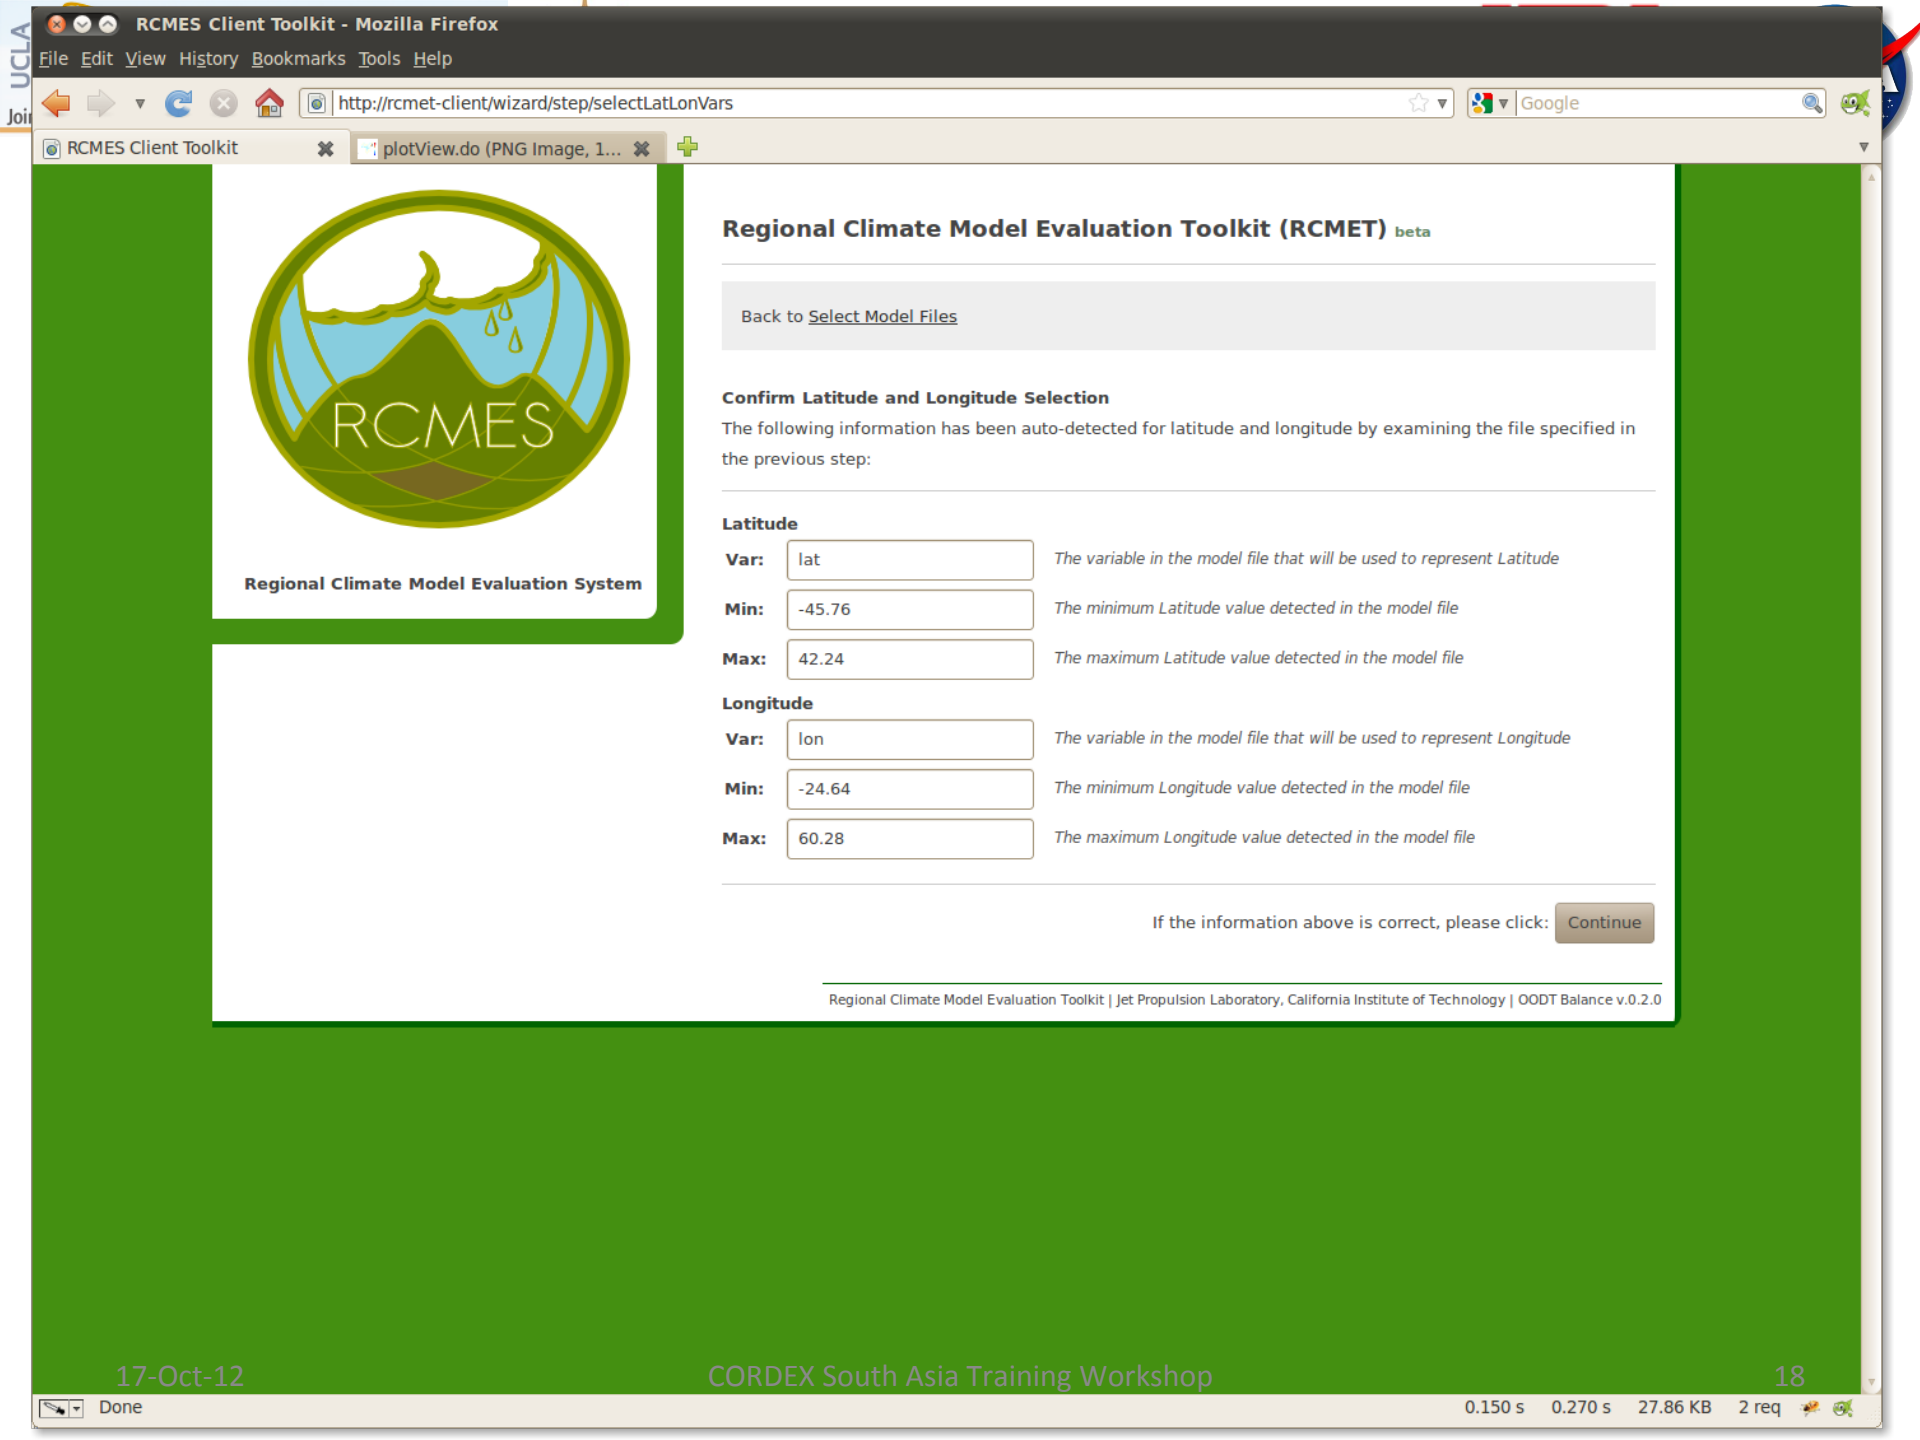 UCLA
Joi
RCMES Client Toolkit - Mozilla Firefox
File Edit View History Bookmarks Tools Help
http://rcmet-client/wizard/step/selectLatLonVars
Google
RCMES Client Toolkit
plotView.do (PNG Image, 1...
RCMES
Regional Climate Model Evaluation System
Regional Climate Model Evaluation Toolkit (RCMET) beta
Back to Select Model Files
Confirm Latitude and Longitude Selection
The following information has been auto-detected for latitude and longitude by examining the file specified in
the previous step:
Latitude
Var: lat The variable in the model file that will be used to represent Latitude
Min: -45.76 The minimum Latitude value detected in the model file
Max: 42.24 The maximum Latitude value detected in the model file
Longitude
Var: lon The variable in the model file that will be used to represent Longitude
Min: -24.64 The minimum Longitude value detected in the model file
Max: 60.28 The maximum Longitude value detected in the model file
If the information above is correct, please click: Continue
Regional Climate Model Evaluation Toolkit | Jet Propulsion Laboratory, California Institute of Technology | OODT Balance v.0.2.0
17-Oct-12 CORDEX South Asia Training Workshop 18
Done 0.150 s 0.270 s 27.86 KB 2 req